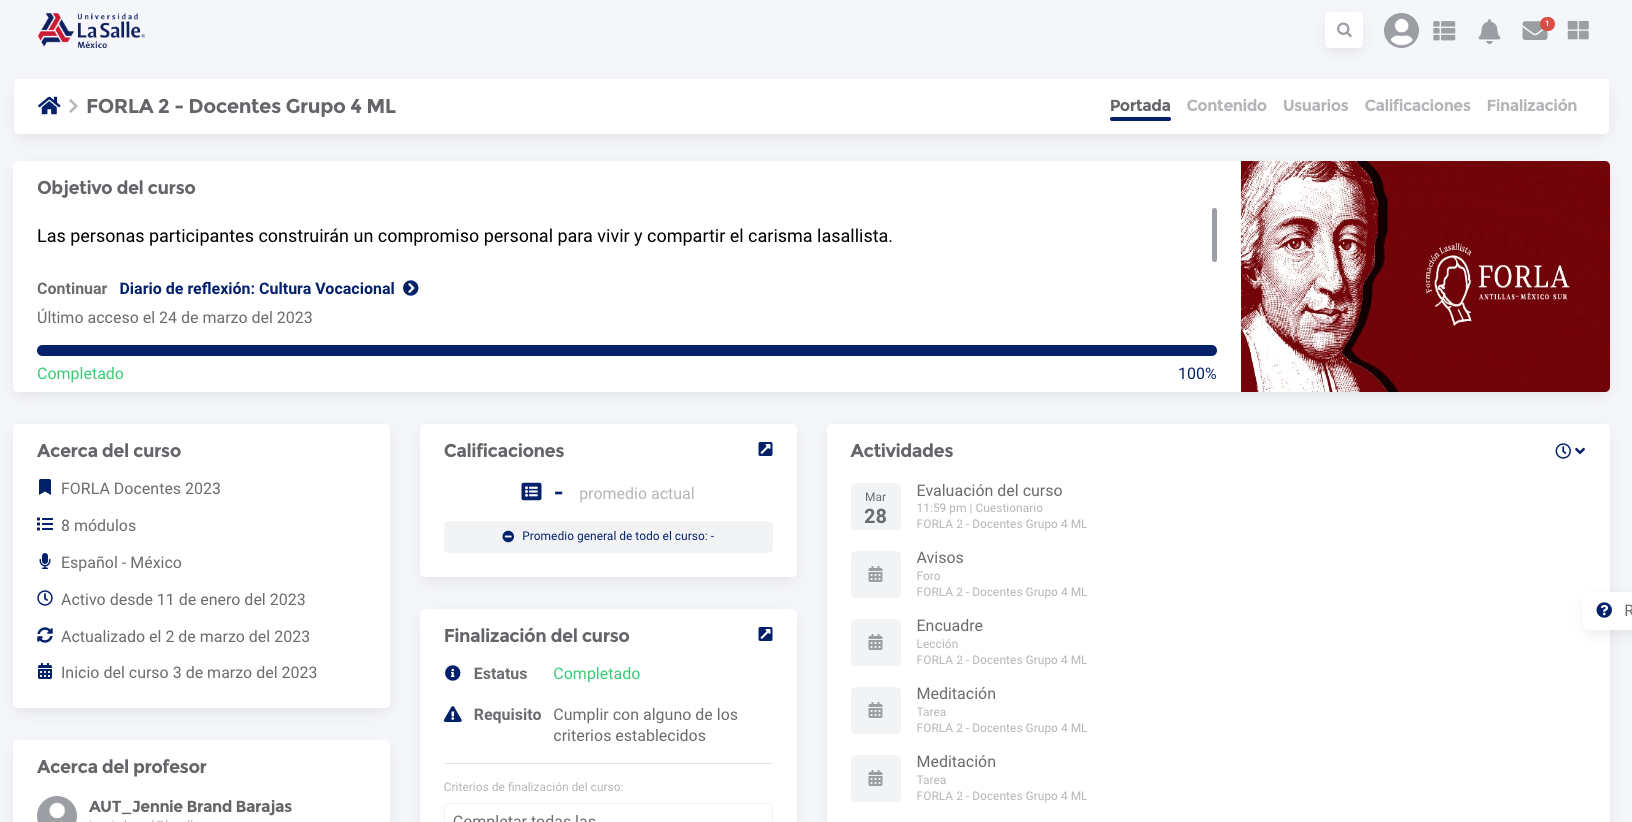 Universidad
La Salle
México
1
FORLA 2 - Docentes Grupo 4 ML
Portada
Contenido
Usuarios
Calificaciones
Finalización
Objetivo del curso
Las personas participantes construirán un compromiso personal para vivir y compartir el carisma lasallista.
Continuar Diario de reflexión: Cultura Vocacional
Último acceso el 24 de marzo del 2023
Completado
100%
Formación Lasallista
FORLA
ANTILLAS-MÉXICO SUR
Acerca del curso
FORLA Docentes 2023
8 módulos
Español - México
Activo desde 11 de enero del 2023
Actualizado el 2 de marzo del 2023
Inicio del curso 3 de marzo del 2023
Acerca del profesor
AUT_Jennie Brand Barajas
Calificaciones
- promedio actual
Promedio general de todo el curso: -
Finalización del curso
Estatus Completado
Requisito Cumplir con alguno de los
criterios establecidos
Criterios de finalización del curso:
Completar todas las
Actividades
Mar
28
Evaluación del curso
11:59 pm | Cuestionario
FORLA 2 - Docentes Grupo 4 ML
Avisos
Foro
FORLA 2 - Docentes Grupo 4 ML
Encuadre
Lección
FORLA 2 - Docentes Grupo 4 ML
Meditación
Tarea
FORLA 2 - Docentes Grupo 4 ML
Meditación
Tarea
FORLA 2 - Docentes Grupo 4 ML